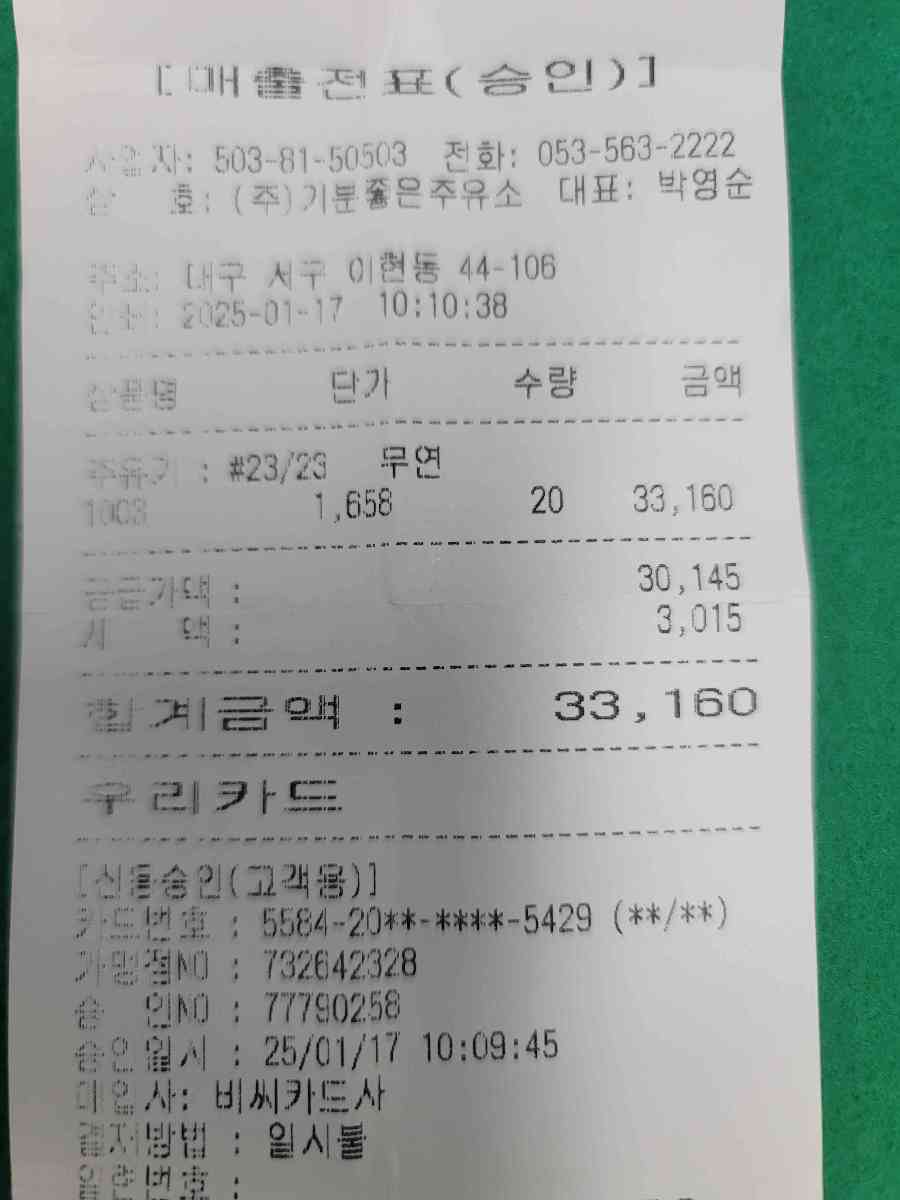 [매출전표(승인)]
사업자: 503-81-50503 전화: 053-563-2222
상 호: (주)기분좋은주유소 대표: 박영순
주소: 대구 서구 이현동 44-106
일시: 2025-01-17 10:10:38
상품명 단가 수량 금액
주유기 : #23/23 무연
1003 1,658 20 33,160
공급가액 : 30,145
세 액 : 3,015
합계금액 : 33,160
우리카드
[신용승인(고객용)]
카드번호 : 5584-20**-****-5429 (**/**)
가맹점NO : 732642328
승 인NO : 77790258
승인일시 : 25/01/17 10:09:45
매입사: 비씨카드사
결제방법 : 일시불